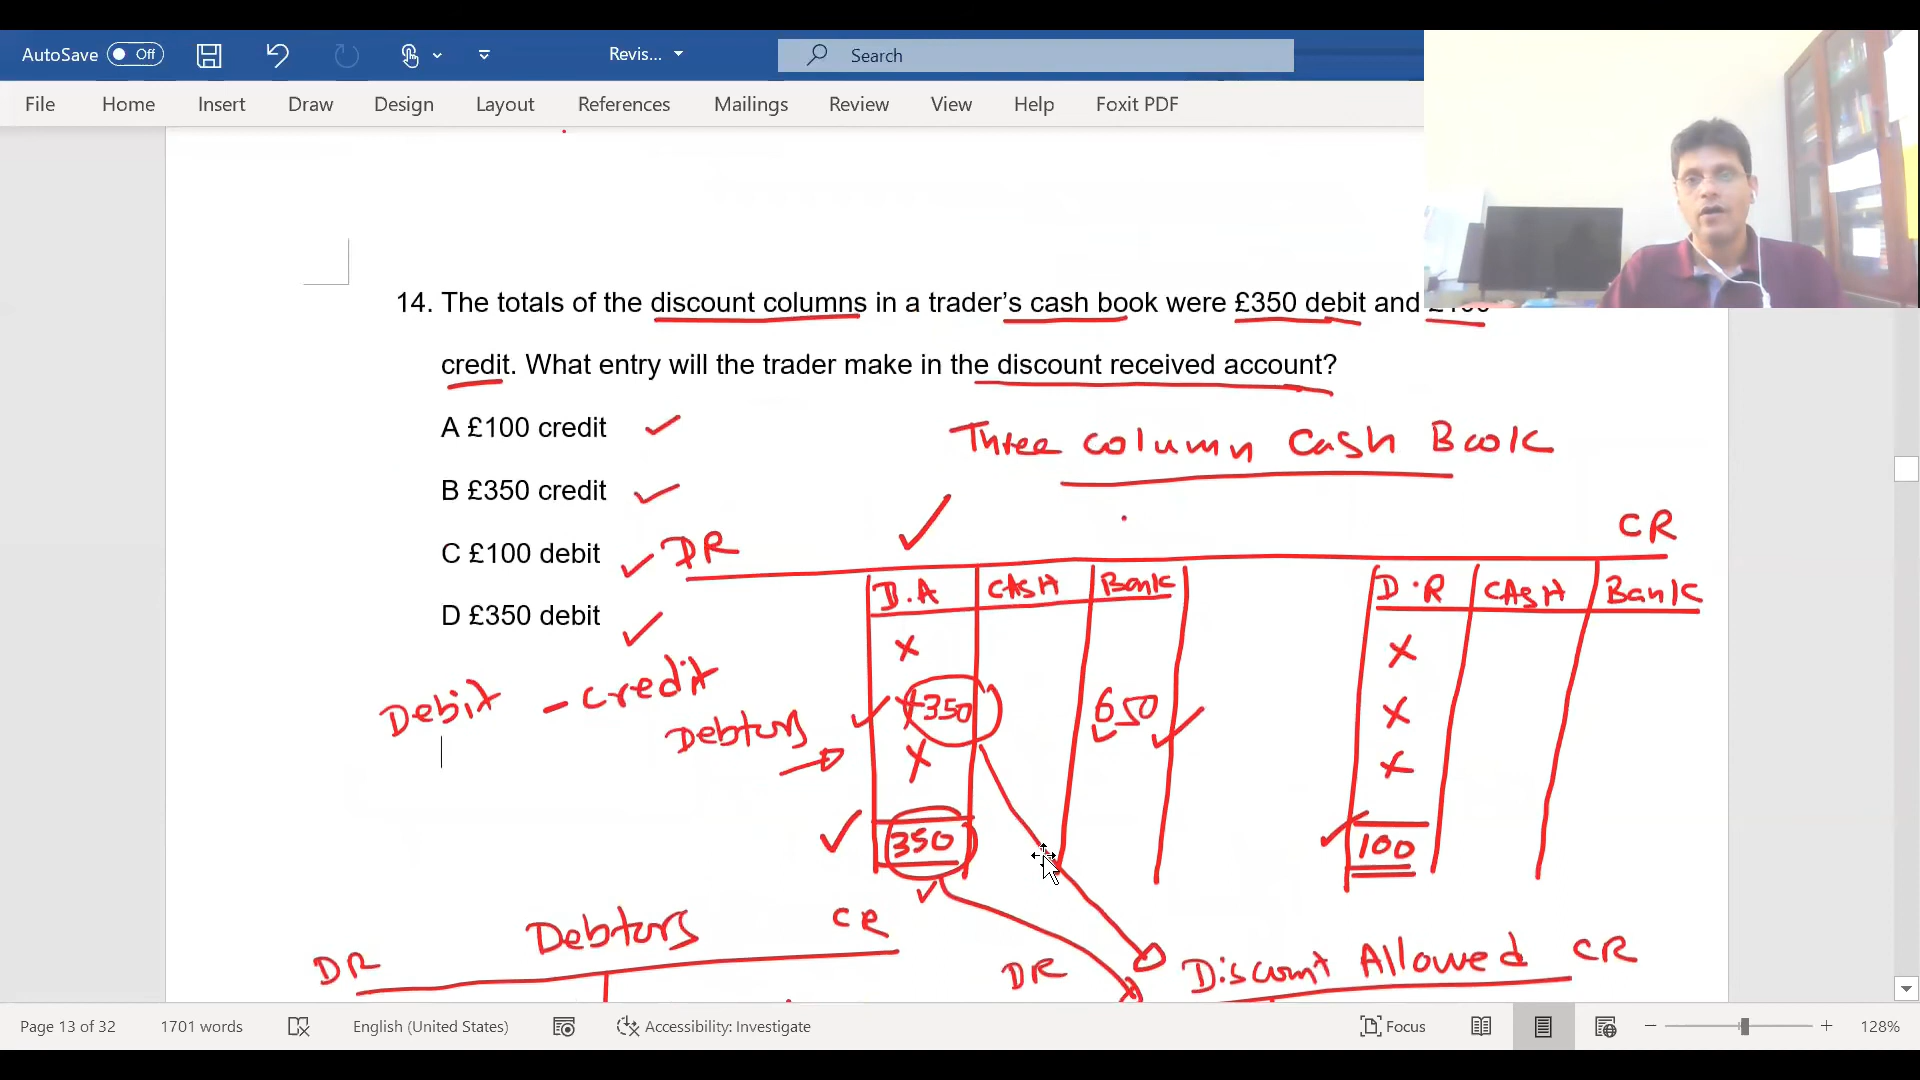 AutoSave Off Revis... Search
File Home Insert Draw Design Layout References Mailings Review View Help Foxit PDF
14. The totals of the discount columns in a trader’s cash book were £350 debit and £100
credit. What entry will the trader make in the discount received account?
A £100 credit
Three column Cash Book
B £350 credit
CR
C £100 debit DR
D.A CASH Bank D.R CASH Bank
D £350 debit
Debit - credit
Debtors 350 650
350 100
Debtors CR
DR
DR Discount Allowed CR
Page 13 of 32 1701 words English (United States) Accessibility: Investigate Focus 128%